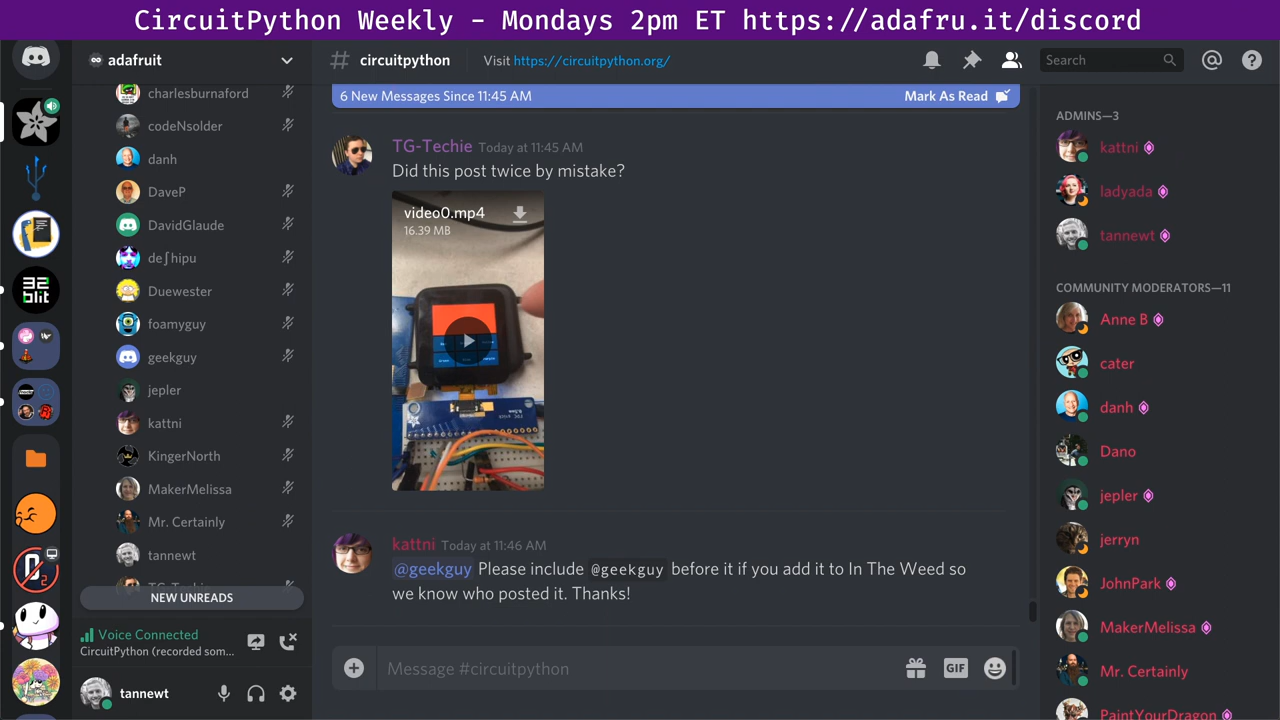 CircuitPython Weekly - Mondays 2pm ET https://adafru.it/discord
adafruit
charlesburnaford
codeNsolder
danh
DaveP
DavidGlaude
de∫hipu
Duewester
foamyguy
geekguy
jepler
kattni
KingerNorth
MakerMelissa
Mr. Certainly
tannewt
NEW UNREADS
Voice Connected
CircuitPython (recorded som...
tannewt
32
blit
# circuitpython
Visit https://circuitpython.org/
Search
6 New Messages Since 11:45 AM
Mark As Read
TG-Techie Today at 11:45 AM
Did this post twice by mistake?
video0.mp4
16.39 MB
kattni Today at 11:46 AM
@geekguy Please include @geekguy before it if you add it to In The Weed so
we know who posted it. Thanks!
Message #circuitpython
GIF
ADMINS—3
kattni
ladyada
tannewt
COMMUNITY MODERATORS—11
Anne B
cater
danh
Dano
jepler
jerryn
JohnPark
MakerMelissa
Mr. Certainly
PaintYourDragon